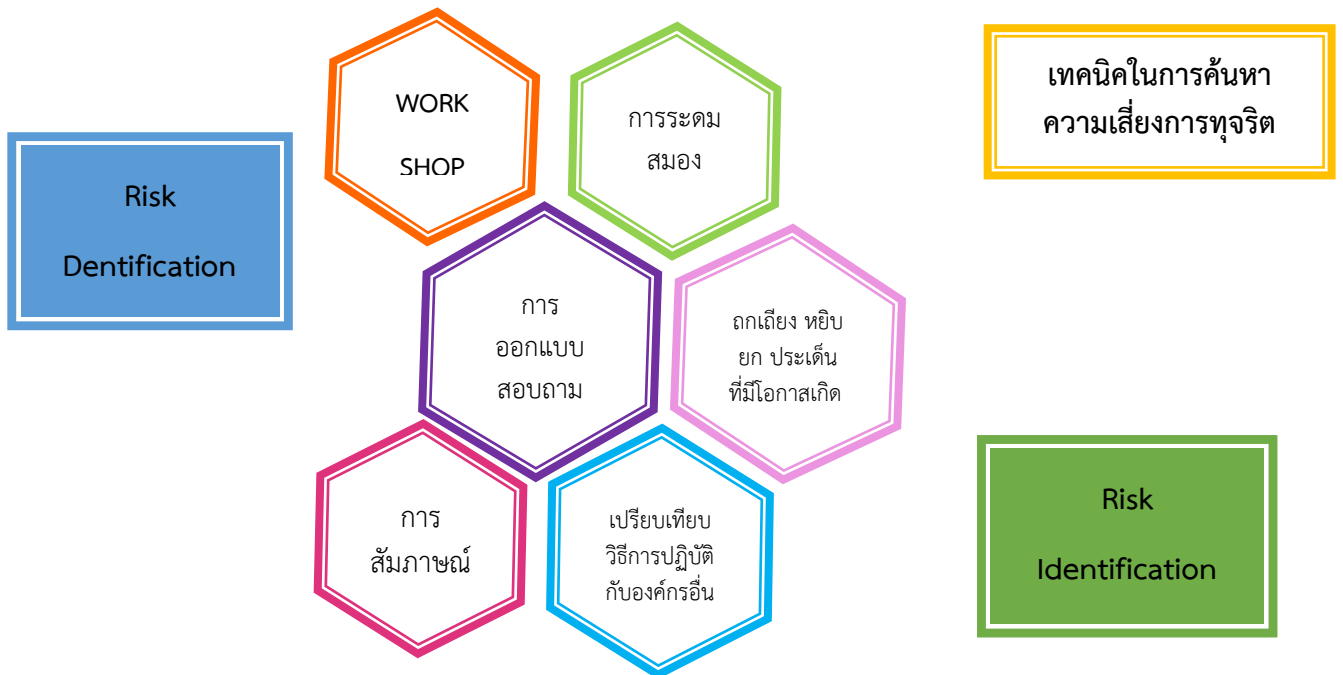 WORK
SHOP
การระดม
สมอง
เทคนิคในการค้นหา
ความเสี่ยงการทุจริต
Risk
Dentification
การ
ออกแบบ
สอบถาม
ถกเถียง หยิบ
ยก ประเด็น
ที่มีโอกาสเกิด
การ
สัมภาษณ์
เปรียบเทียบ
วิธีการปฏิบัติ
กับองค์กรอื่น
Risk
Identification